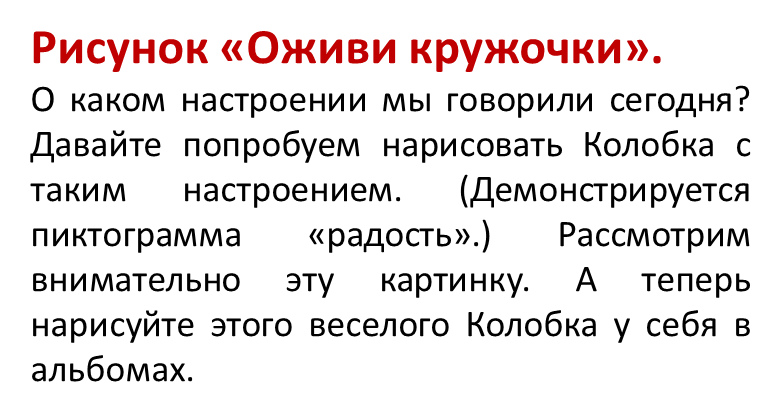 Рисунок «Оживи кружочки».
О каком настроении мы говорили сегодня?
Давайте попробуем нарисовать Колобка с
таким настроением. (Демонстрируется
пиктограмма «радость».) Рассмотрим
внимательно эту картинку. А теперь
нарисуйте этого веселого Колобка у себя в
альбомах.